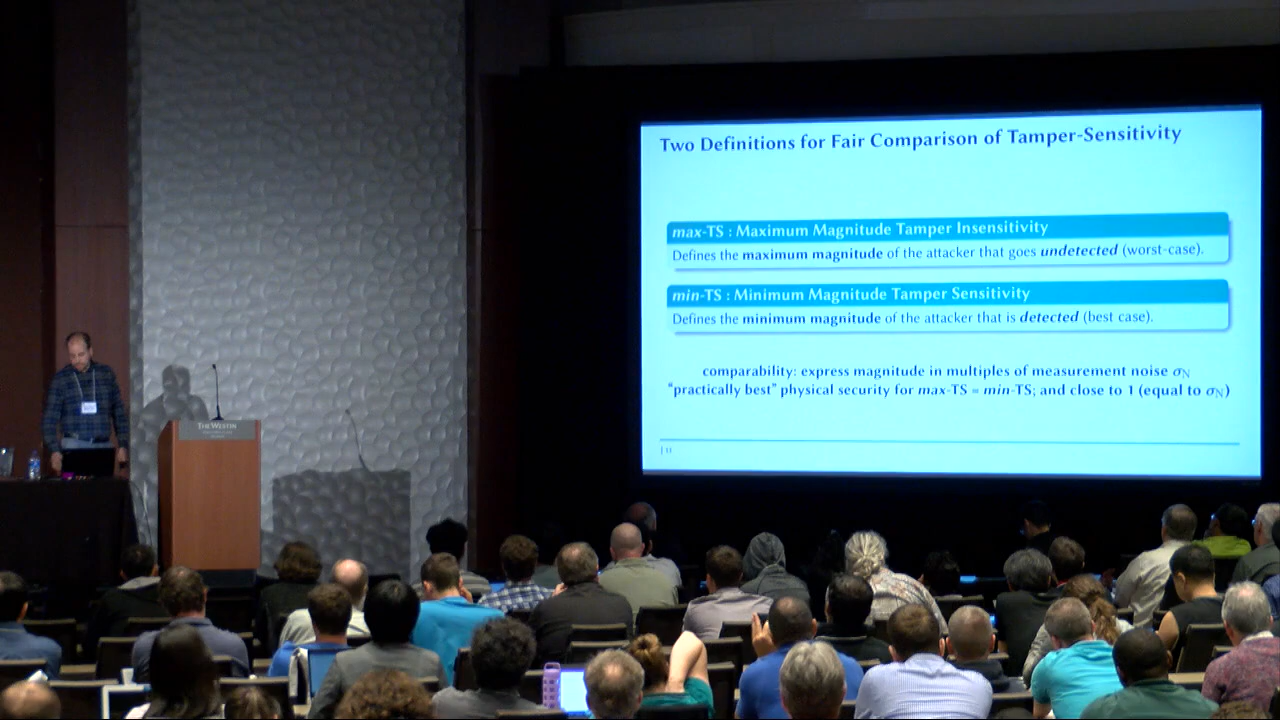 Two Definitions for Fair Comparison of Tamper-Sensitivity
max-TS : Maximum Magnitude Tamper Insensitivity
Defines the maximum magnitude of the attacker that goes undetected (worst-case).
min-TS : Minimum Magnitude Tamper Sensitivity
Defines the minimum magnitude of the attacker that is detected (best case).
comparability: express magnitude in multiples of measurement noise σN
“practically best” physical security for max-TS = min-TS; and close to 1 (equal to σN)
THE WESTIN